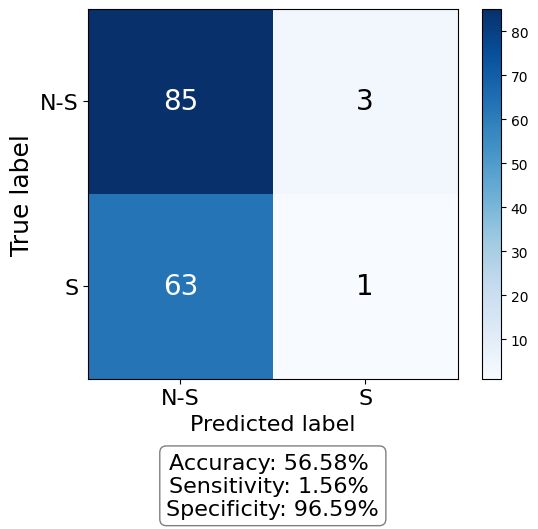 True label
N-S
85
3
S
63
1
N-S
S
Predicted label
80
70
60
50
40
30
20
10
Accuracy: 56.58%
Sensitivity: 1.56%
Specificity: 96.59%